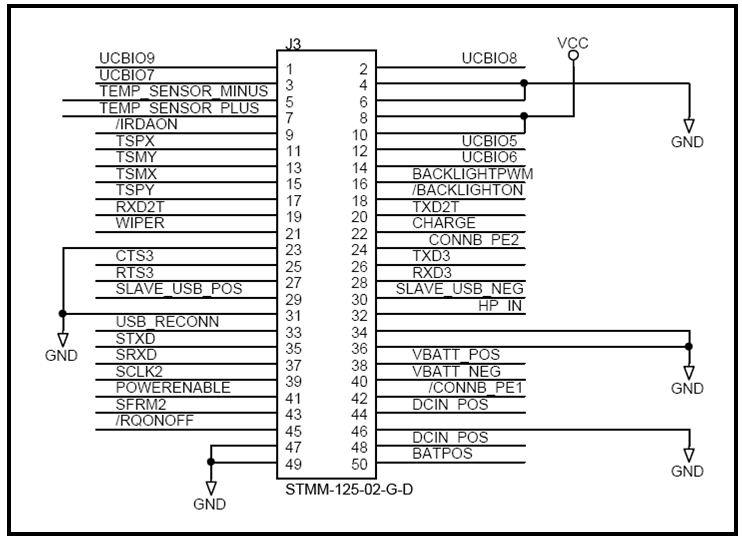 J3
VCC
UCBIO9 1 2 UCBIO8
UCBIO7 3 4
TEMP_SENSOR_MINUS 5 6
TEMP_SENSOR_PLUS 7 8
/IRDAON 9 10
GND
TSPX 11 12 UCBIO5
TSMY 13 14 UCBIO6
TSMX 15 16 BACKLIGHTPWM
TSPY 17 18 /BACKLIGHTON
RXD2T 19 20 TXD2T
WIPER 21 22 CHARGE
23 24 CONNB_PE2
CTS3 25 26 TXD3
RTS3 27 28 RXD3
SLAVE_USB_POS 29 30 SLAVE_USB_NEG
31 32 HP_IN
USB_RECONN 33 34
STXD 35 36
GND
SRXD 37 38 VBATT_POS
SCLK2 39 40 VBATT_NEG
GND
POWERENABLE 41 42 /CONNB_PE1
SFRM2 43 44 DCIN_POS
/RQONOFF 45 46
47 48 DCIN_POS
49 50 BATPOS
GND
STMM-125-02-G-D
GND